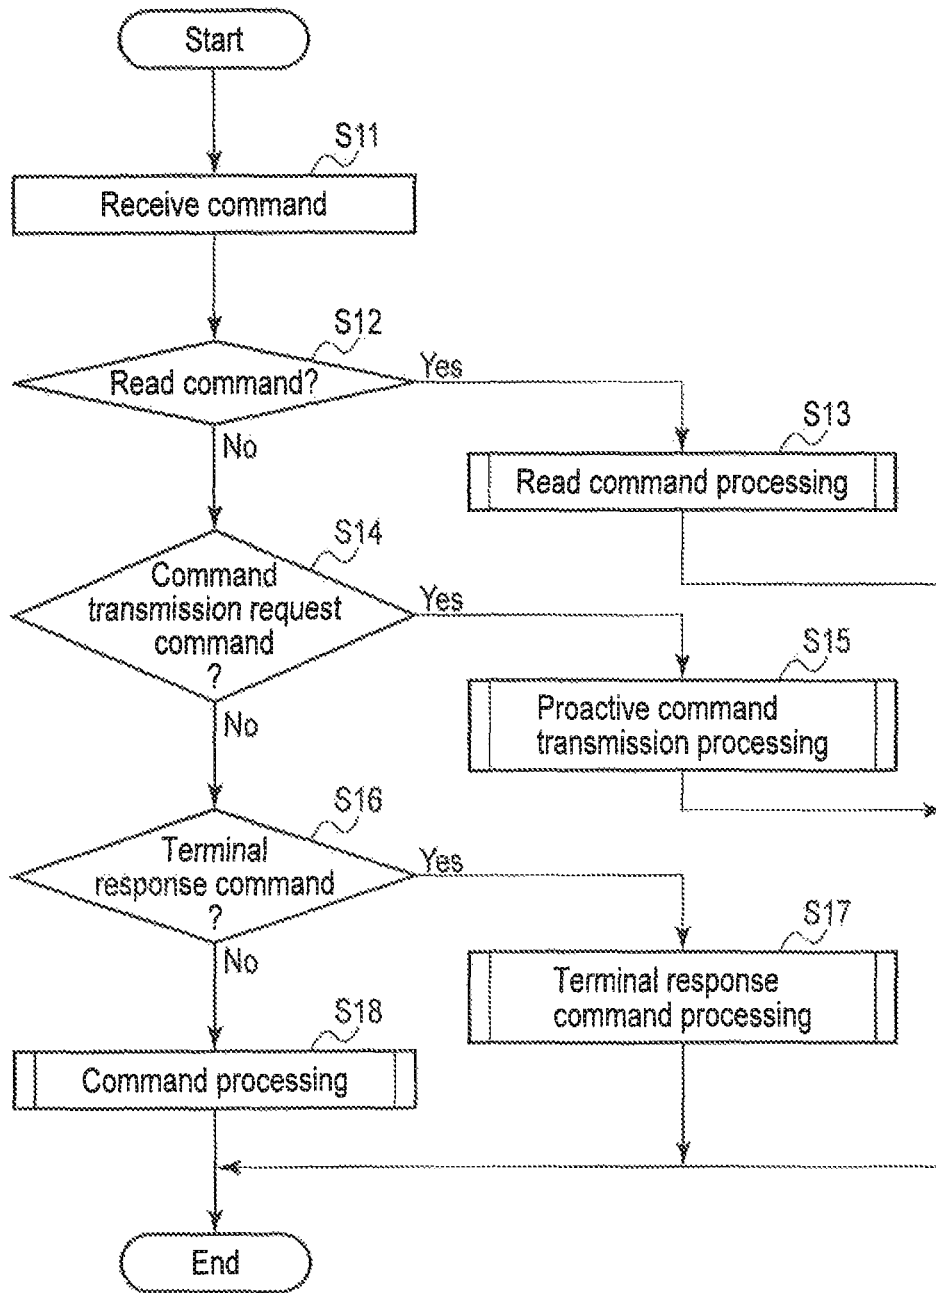 Start
S11
Receive command
S12
Read command?
Yes
No
S13
Read command processing
S14
Command
transmission request
command
?
Yes
No
S15
Proactive command
transmission processing
S16
Terminal
response command
?
Yes
No
S17
Terminal response
command processing
S18
Command processing
End